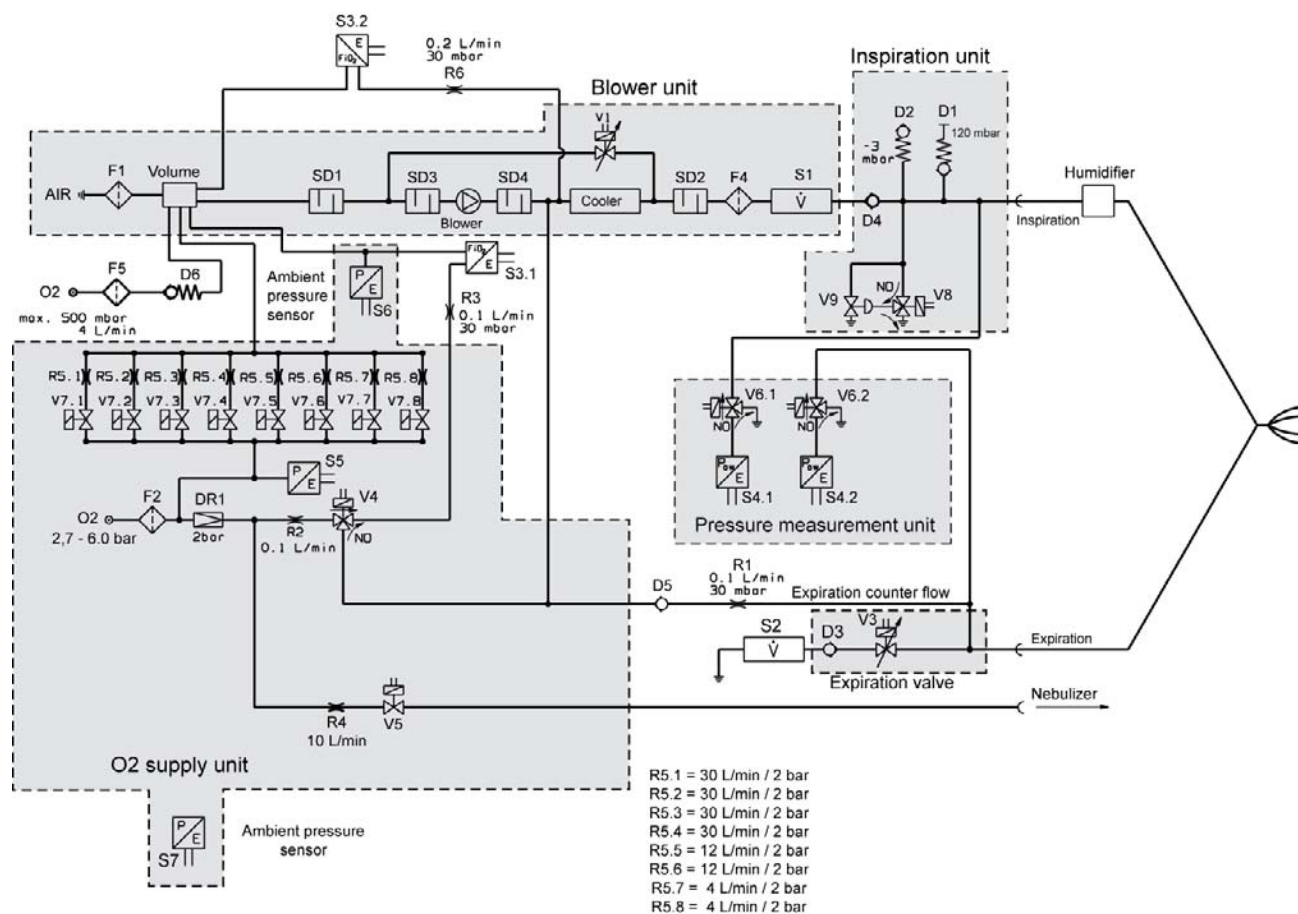 S3.2
E
FiO2
0.2 L/min
30 mbar
R6
Blower unit
Inspiration unit
V1
D2
D1
-3
mbar
120 mbar
F1
Volume
AIR
SD1
SD3
SD4
Blower
Cooler
SD2
F4
S1
V̇
D4
Inspiration
Humidifier
F5
D6
O2
max. 500 mbar
4 L/min
Ambient
pressure
sensor
P
E
S6
FiO2
E
S3.1
R3
0.1 L/min
30 mbar
V9
NO
V8
R5.1
R5.2
R5.3
R5.4
R5.5
R5.6
R5.7
R5.8
V7.1
V7.2
V7.3
V7.4
V7.5
V7.6
V7.7
V7.8
V6.1
V6.2
NO
NO
Paw
E
Paw
E
S4.1
S4.2
Pressure measurement unit
P
E
S5
F2
DR1
V4
O2
2,7 - 6.0 bar
2bar
R2
0.1 L/min
NO
R1
0.1 L/min
30 mbar
D5
Expiration counter flow
S2
V̇
D3
V3
Expiration
Expiration valve
R4
10 L/min
V5
Nebulizer
O2 supply unit
P
E
S7
Ambient pressure
sensor
R5.1 = 30 L/min / 2 bar
R5.2 = 30 L/min / 2 bar
R5.3 = 30 L/min / 2 bar
R5.4 = 30 L/min / 2 bar
R5.5 = 12 L/min / 2 bar
R5.6 = 12 L/min / 2 bar
R5.7 = 4 L/min / 2 bar
R5.8 = 4 L/min / 2 bar